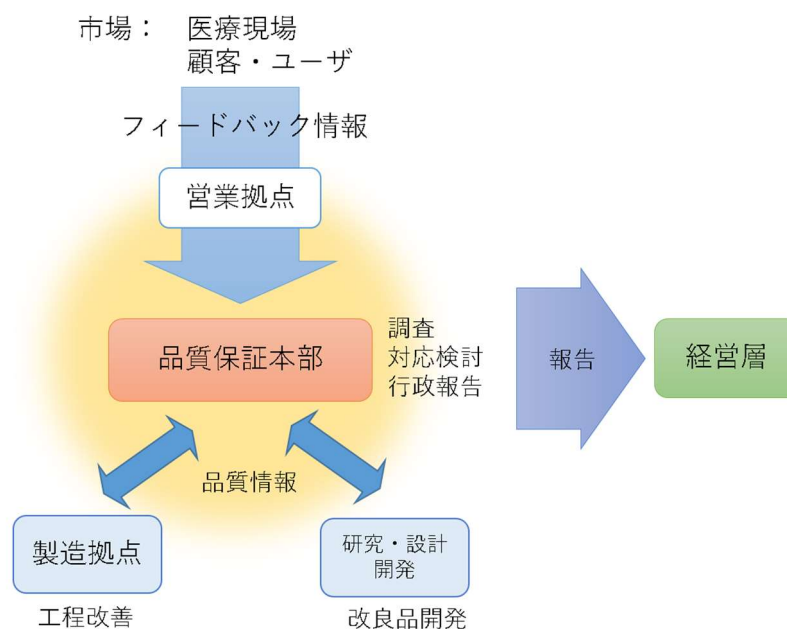 市場： 医療現場
顧客・ユーザ
フィードバック情報
営業拠点
品質保証本部
調査
対応検討
行政報告
報告
経営層
品質情報
製造拠点
工程改善
研究・設計
開発
改良品開発